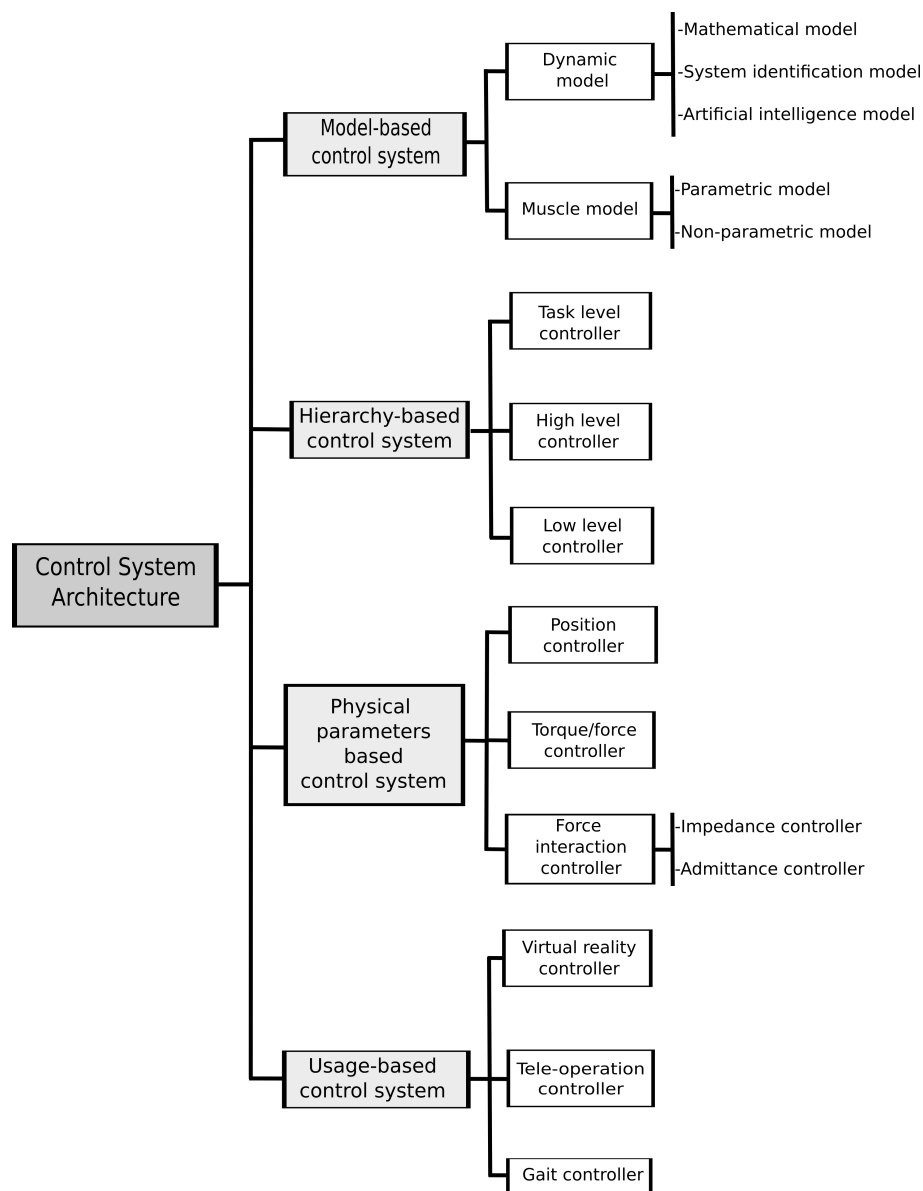 Control System
Architecture
Model-based
control system
Dynamic
model
-Mathematical model
-System identification model
-Artificial intelligence model
Muscle model
-Parametric model
-Non-parametric model
Hierarchy-based
control system
Task level
controller
High level
controller
Low level
controller
Physical
parameters
based
control system
Position
controller
Torque/force
controller
Force
interaction
controller
-Impedance controller
-Admittance controller
Usage-based
control system
Virtual reality
controller
Tele-operation
controller
Gait controller